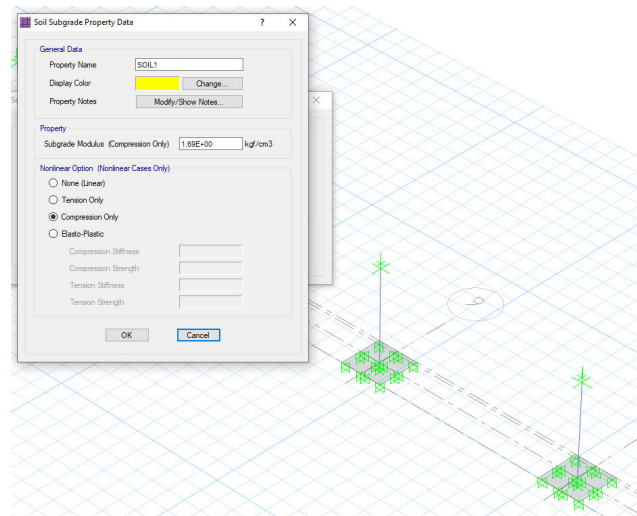 Soil Subgrade Property Data ? ×
General Data
Property Name SOIL1
Display Color Change...
Property Notes Modify/Show Notes...
Property
Subgrade Modulus (Compression Only) 1.69E+00 kgf/cm3
Nonlinear Option (Nonlinear Cases Only)
None (Linear)
Tension Only
Compression Only
Elasto-Plastic
Compression Stiffness
Compression Strength
Tension Stiffness
Tension Strength
OK Cancel